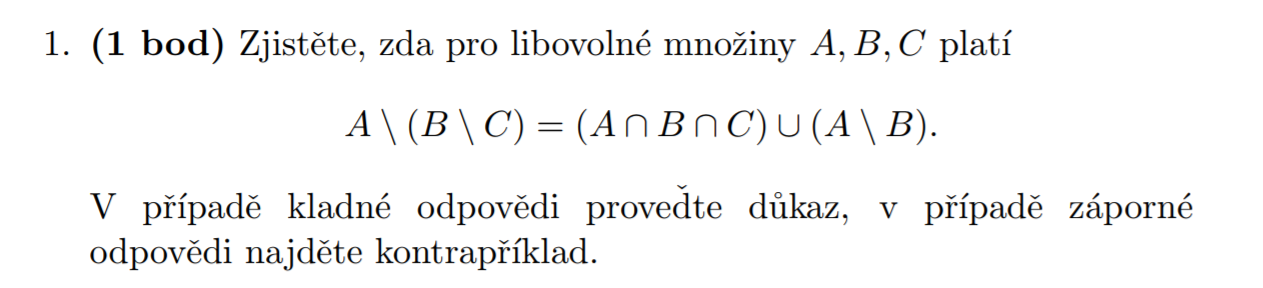 1. (1 bod) Zjistěte, zda pro libovolné množiny A, B, C platí
A \ (B \ C) = (A ∩ B ∩ C) ∪ (A \ B).
V případě kladné odpovědi proveďte důkaz, v případě záporné
odpovědi najděte kontrapříklad.